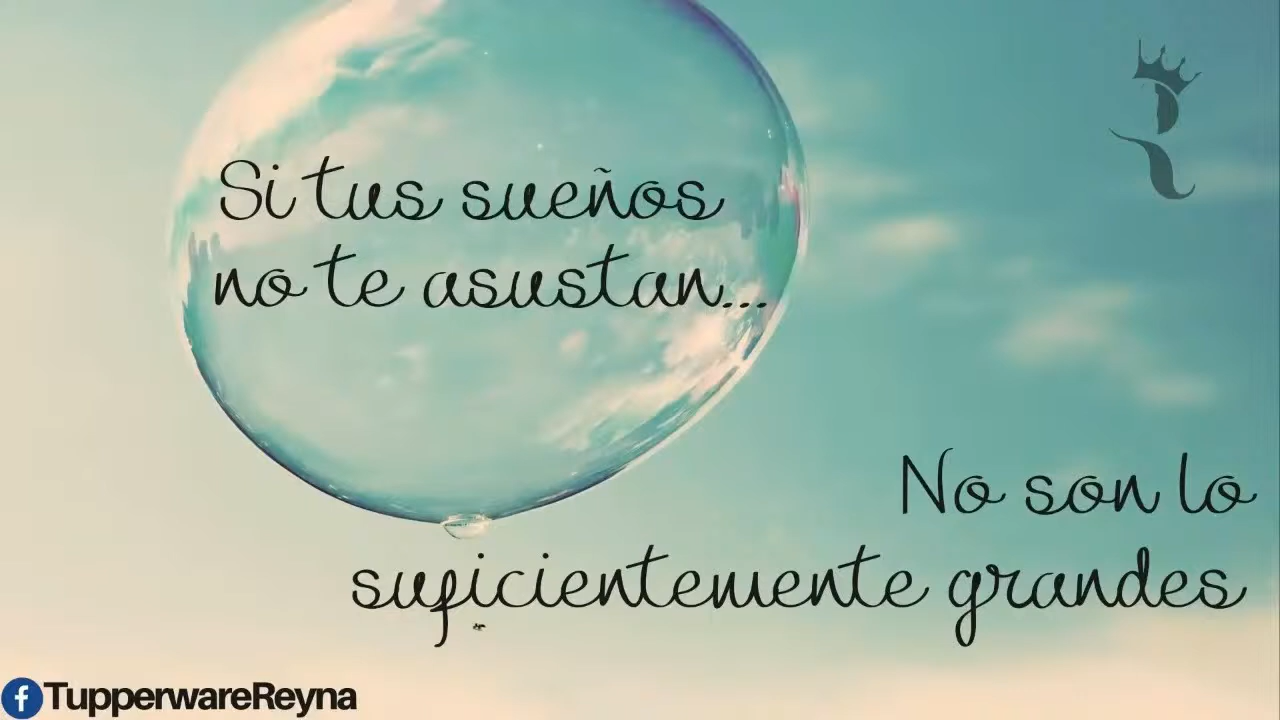 Si tus sueños
no te asustan...
No son lo
suficientemente grandes
TupperwareReyna